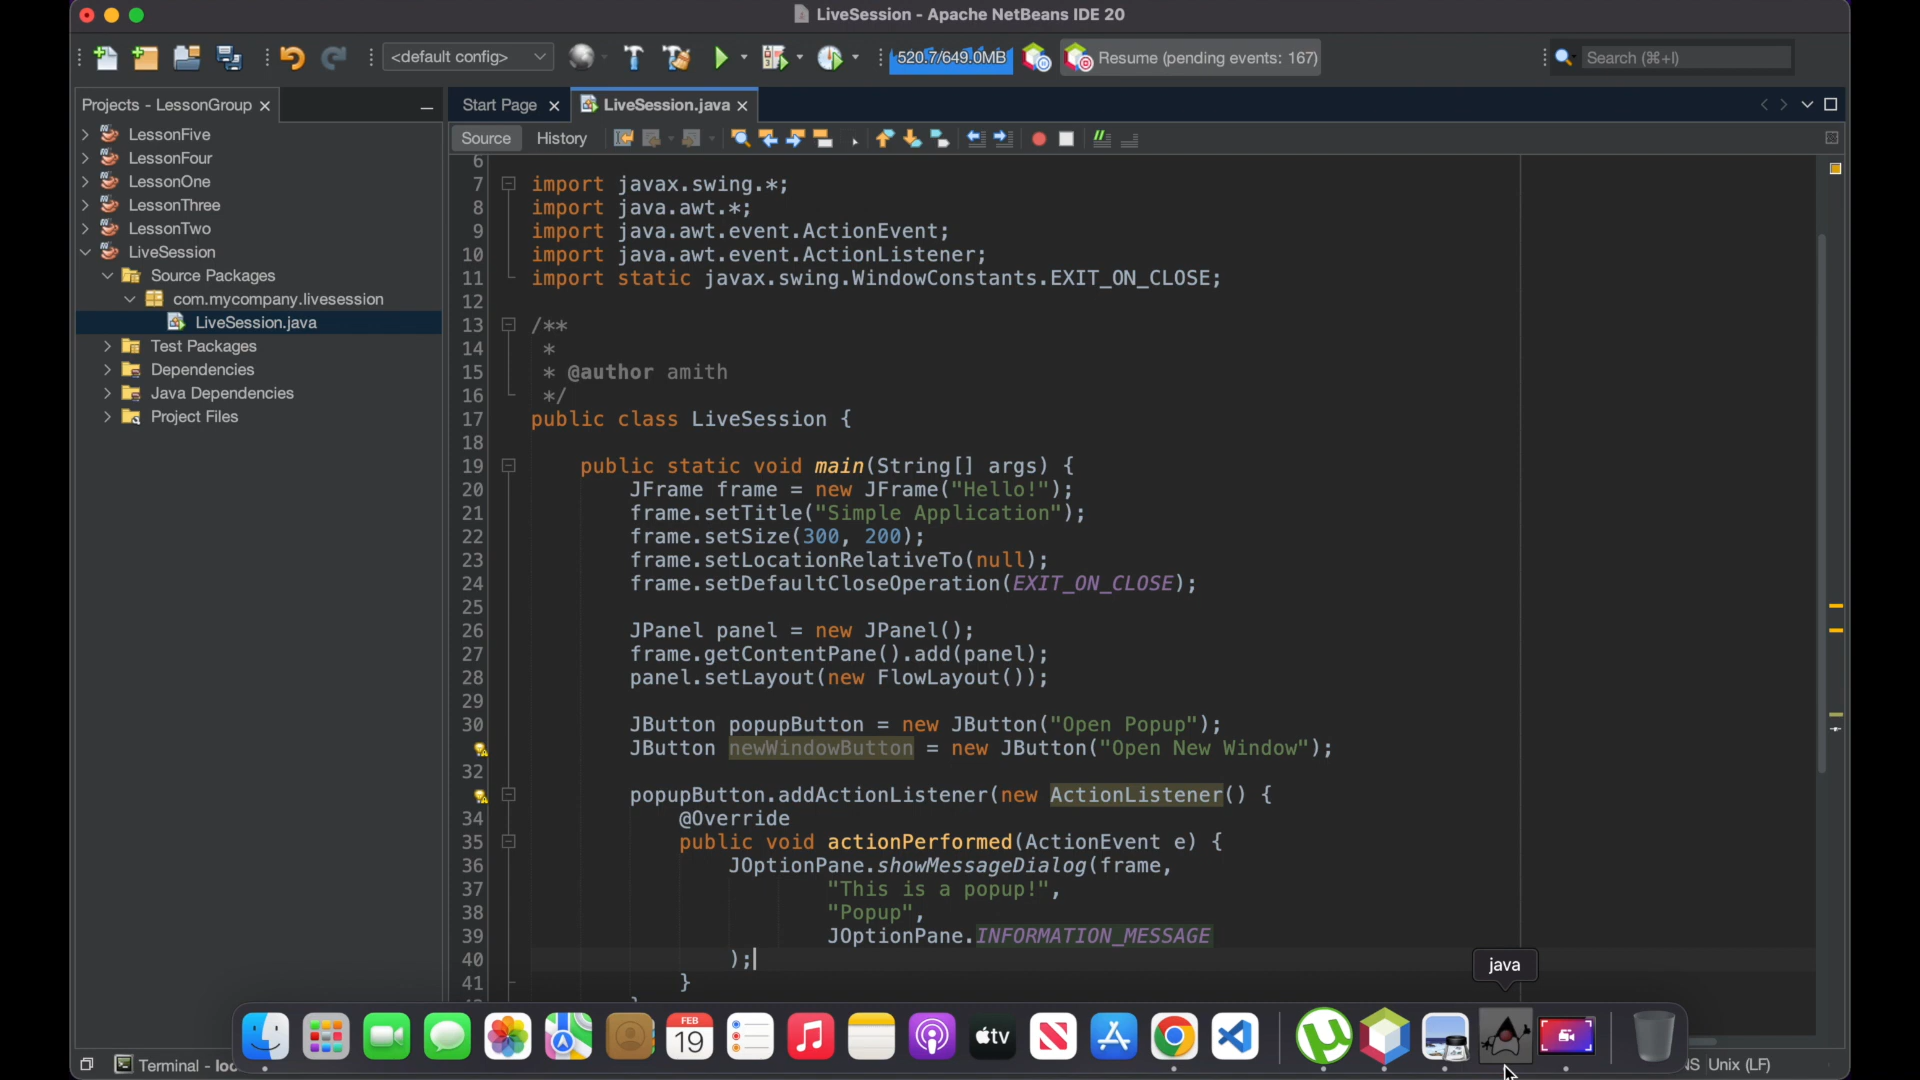 LiveSession - Apache NetBeans IDE 20
<default config>
520.7/649.0MB
Resume (pending events: 167)
Search (⌘+I)
Projects - LessonGroup
Start Page
LiveSession.java
Source
History
LessonFive
LessonFour
LessonOne
LessonThree
LessonTwo
LiveSession
Source Packages
com.mycompany.livesession
LiveSession.java
Test Packages
Dependencies
Java Dependencies
Project Files
6
7 import javax.swing.*;
8 import java.awt.*;
9 import java.awt.event.ActionEvent;
10 import java.awt.event.ActionListener;
11 import static javax.swing.WindowConstants.EXIT_ON_CLOSE;
12
13 /**
14 *
15 * @author amith
16 */
17 public class LiveSession {
18
19 public static void main(String[] args) {
20 JFrame frame = new JFrame("Hello!");
21 frame.setTitle("Simple Application");
22 frame.setSize(300, 200);
23 frame.setLocationRelativeTo(null);
24 frame.setDefaultCloseOperation(EXIT_ON_CLOSE);
25
26 JPanel panel = new JPanel();
27 frame.getContentPane().add(panel);
28 panel.setLayout(new FlowLayout());
29
30 JButton popupButton = new JButton("Open Popup");
JButton newWindowButton = new JButton("Open New Window");
32
popupButton.addActionListener(new ActionListener() {
34 @Override
35 public void actionPerformed(ActionEvent e) {
36 JOptionPane.showMessageDialog(frame,
37 "This is a popup!",
38 "Popup",
39 JOptionPane.INFORMATION_MESSAGE
40 );
41 }
java
FEB
19
tv
Terminal - loc
Unix (LF)